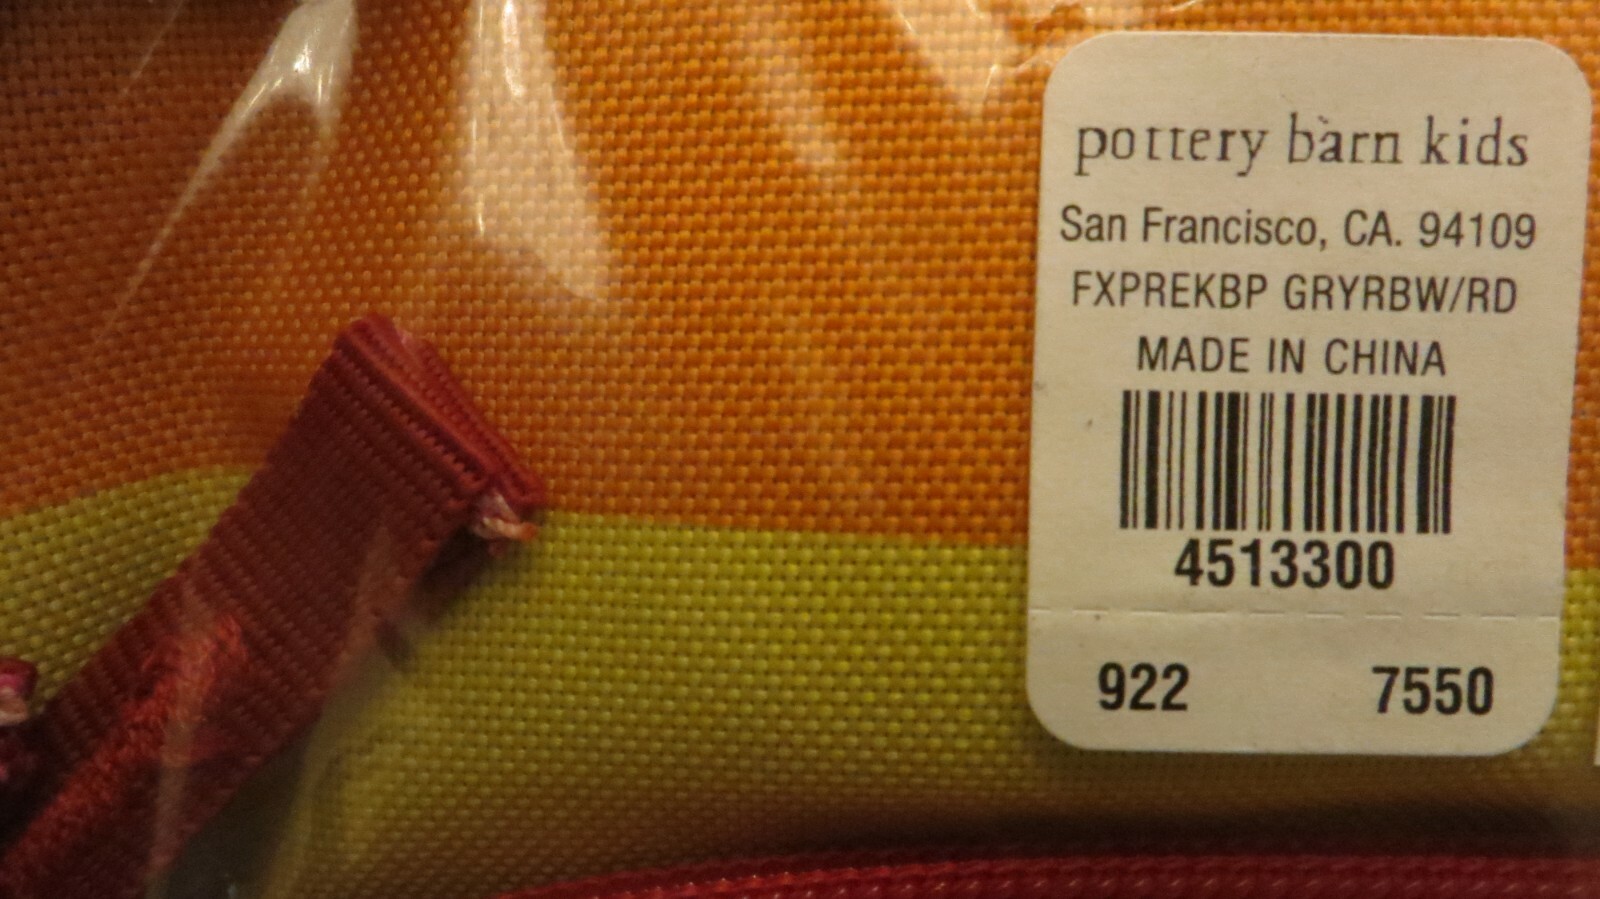 pottery barn kids
San Francisco, CA. 94109
FXPREKBP GRYRBW/RD
MADE IN CHINA
4513300
922 7550